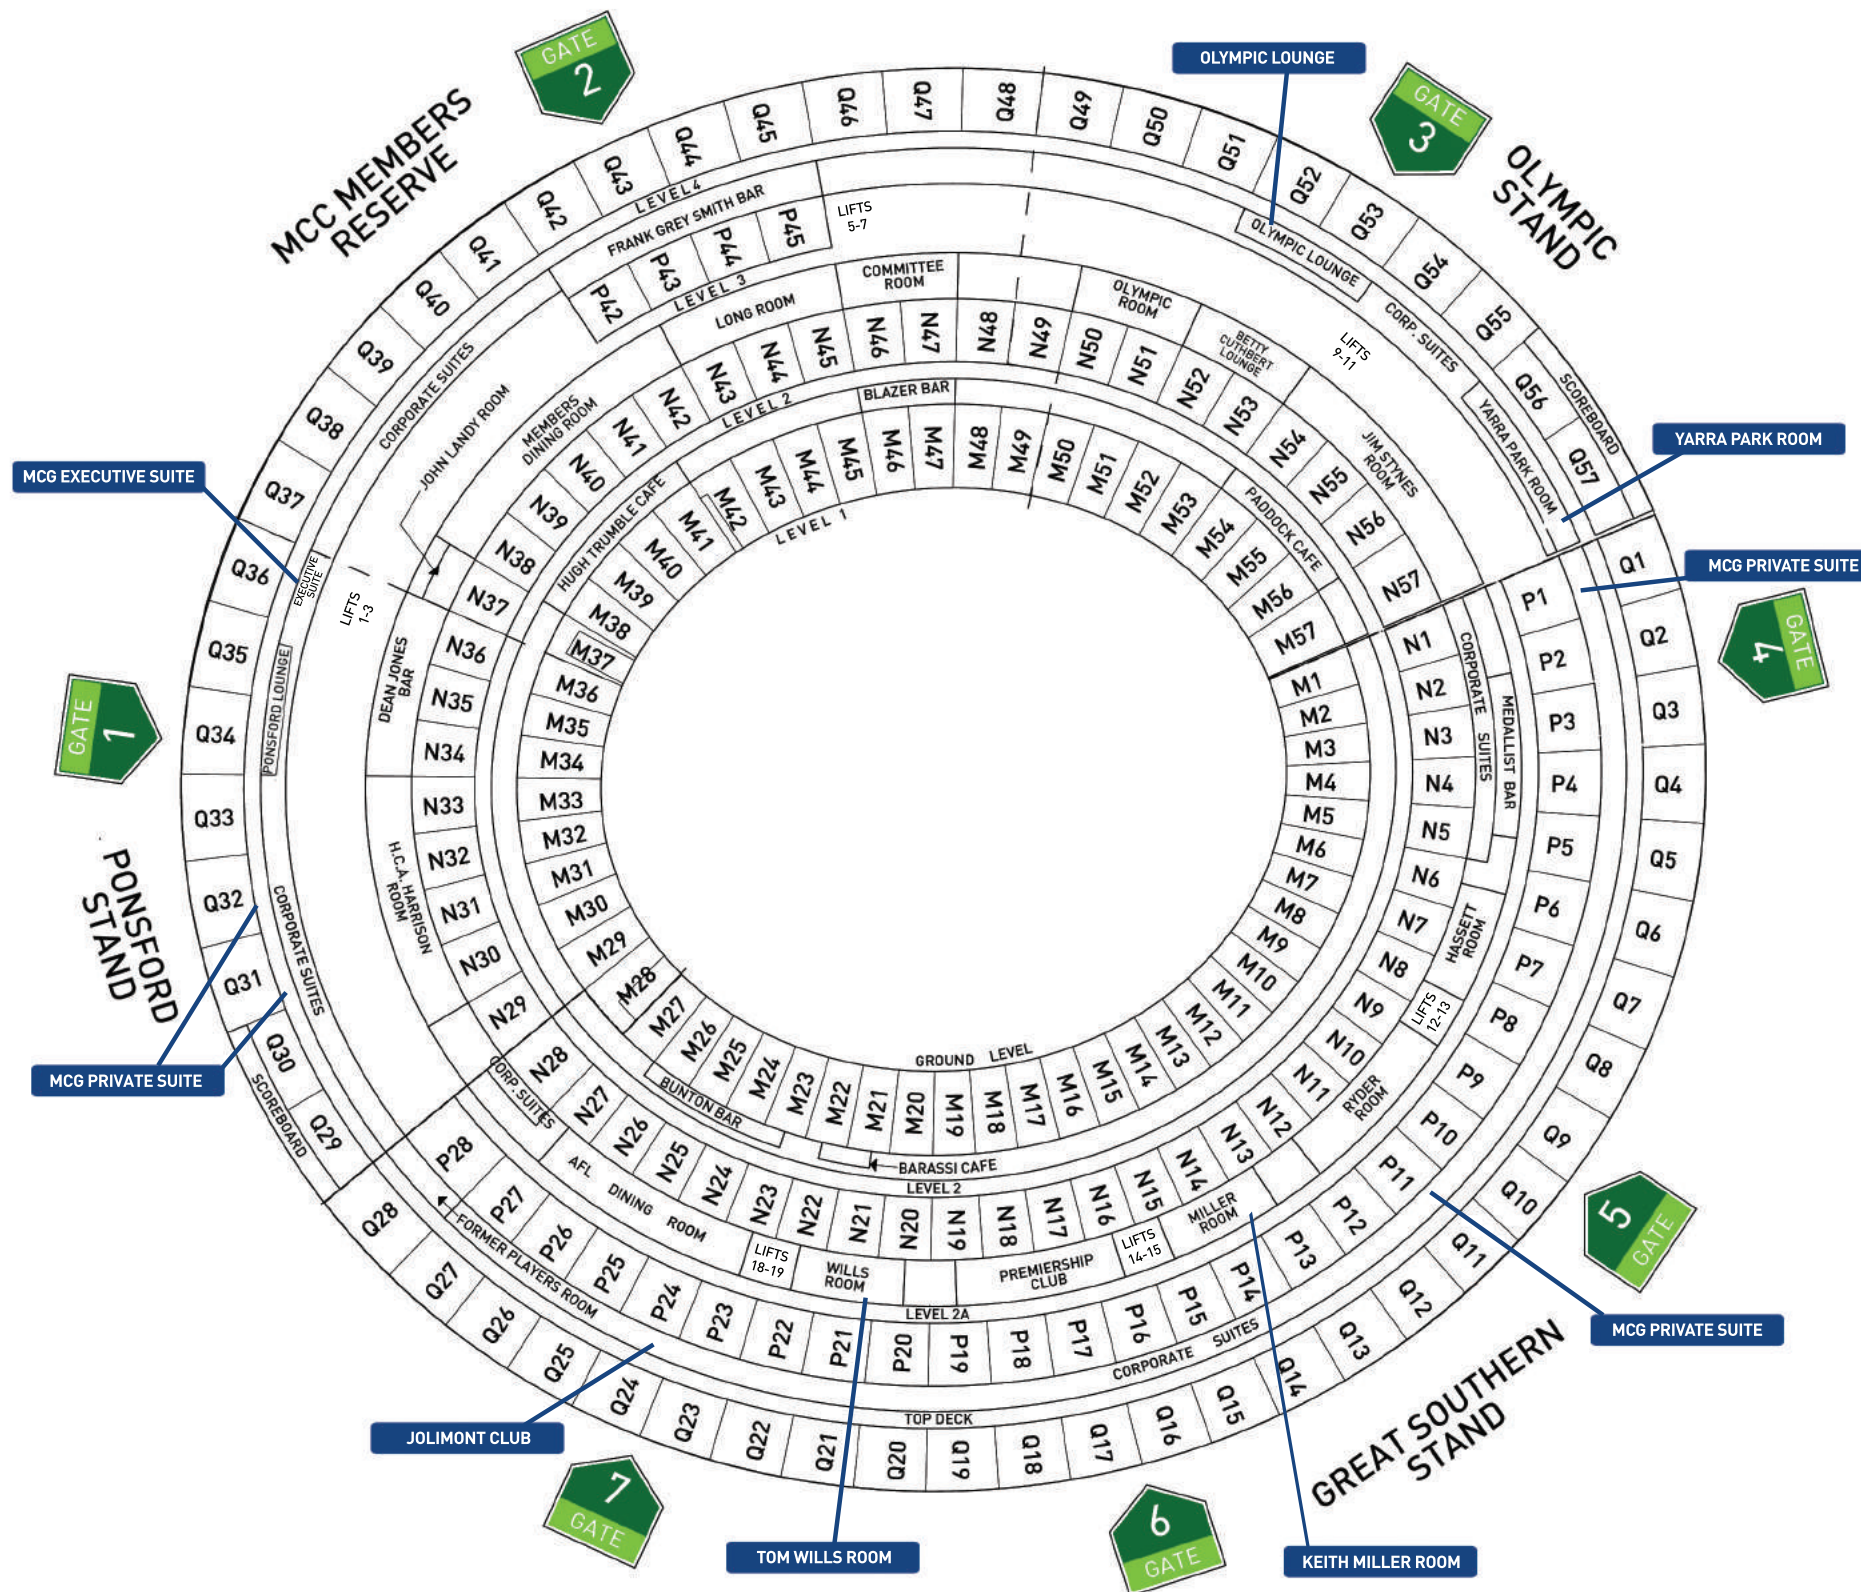 GATE
2
OLYMPIC LOUNGE
GATE
3
MCC MEMBERS
RESERVE
OLYMPIC
STAND
Q36
Q37
Q38
Q39
Q40
Q41
Q42
Q43
Q44
Q45
Q46
Q47
Q48
Q49
Q50
Q51
Q52
Q53
Q54
Q55
Q56
Q57
SCOREBOARD
LEVEL 4
FRANK GREY SMITH BAR
P42
P43
P44
P45
LIFTS
5-7
LEVEL 3
OLYMPIC LOUNGE
CORP. SUITES
LIFTS
9-11
YARRA PARK ROOM
YARRA PARK ROOM
MCG PRIVATE SUITE
CORPORATE SUITES
JOHN LANDY ROOM
MEMBERS
DINING ROOM
LONG ROOM
COMMITTEE
ROOM
OLYMPIC
ROOM
BETTY
CUTHBERT
LOUNGE
JIM STYNES
ROOM
N37
N38
N39
N40
N41
N42
N43
N44
N45
N46
N47
N48
N49
N50
N51
N52
N53
N54
N55
N56
N57
LEVEL 2
BLAZER BAR
HUGH TRUMBLE CAFE
PADDOCK CAFE
M37
M38
M39
M40
M41
M42
M43
M44
M45
M46
M47
M48
M49
M50
M51
M52
M53
M54
M55
M56
M57
LEVEL 1
MCG EXECUTIVE SUITE
EXECUTIVE
SUITE
LIFTS
1-3
PONSFORD LOUNGE
DEAN JONES
BAR
GATE
1
GATE
4
Q35
Q34
Q33
Q32
Q31
Q30
Q29
SCOREBOARD
PONSFORD
STAND
CORPORATE SUITES
H.C.A. HARRISON
ROOM
N36
N35
N34
N33
N32
N31
N30
N29
M36
M35
M34
M33
M32
M31
M30
M29
M28
MCG PRIVATE SUITE
M1
M2
M3
M4
M5
M6
M7
M8
M9
M10
M11
M12
M13
M14
M15
M16
M17
M18
M19
M20
M21
M22
M23
M24
M25
M26
M27
GROUND LEVEL
BUNTON BAR
BARASSI CAFE
LEVEL 2
N1
N2
N3
N4
N5
N6
N7
N8
N9
N10
N11
N12
N13
N14
N15
N16
N17
N18
N19
N20
N21
N22
N23
N24
N25
N26
N27
N28
CORPORATE SUITES
MEDALLIST BAR
HASSETT
ROOM
LIFTS
12-13
RYDER
ROOM
MILLER
ROOM
LIFTS
14-15
PREMIERSHIP
CLUB
WILLS
ROOM
LIFTS
18-19
AFL DINING ROOM
CORP. SUITES
LEVEL 2A
P1
P2
P3
P4
P5
P6
P7
P8
P9
P10
P11
P12
P13
P14
P15
P16
P17
P18
P19
P20
P21
P22
P23
P24
P25
P26
P27
P28
FORMER PLAYERS ROOM
CORPORATE SUITES
TOP DECK
Q1
Q2
Q3
Q4
Q5
Q6
Q7
Q8
Q9
Q10
Q11
Q12
Q13
Q14
Q15
Q16
Q17
Q18
Q19
Q20
Q21
Q22
Q23
Q24
Q25
Q26
Q27
Q28
5
GATE
MCG PRIVATE SUITE
GREAT SOUTHERN
STAND
JOLIMONT CLUB
7
GATE
TOM WILLS ROOM
6
GATE
KEITH MILLER ROOM